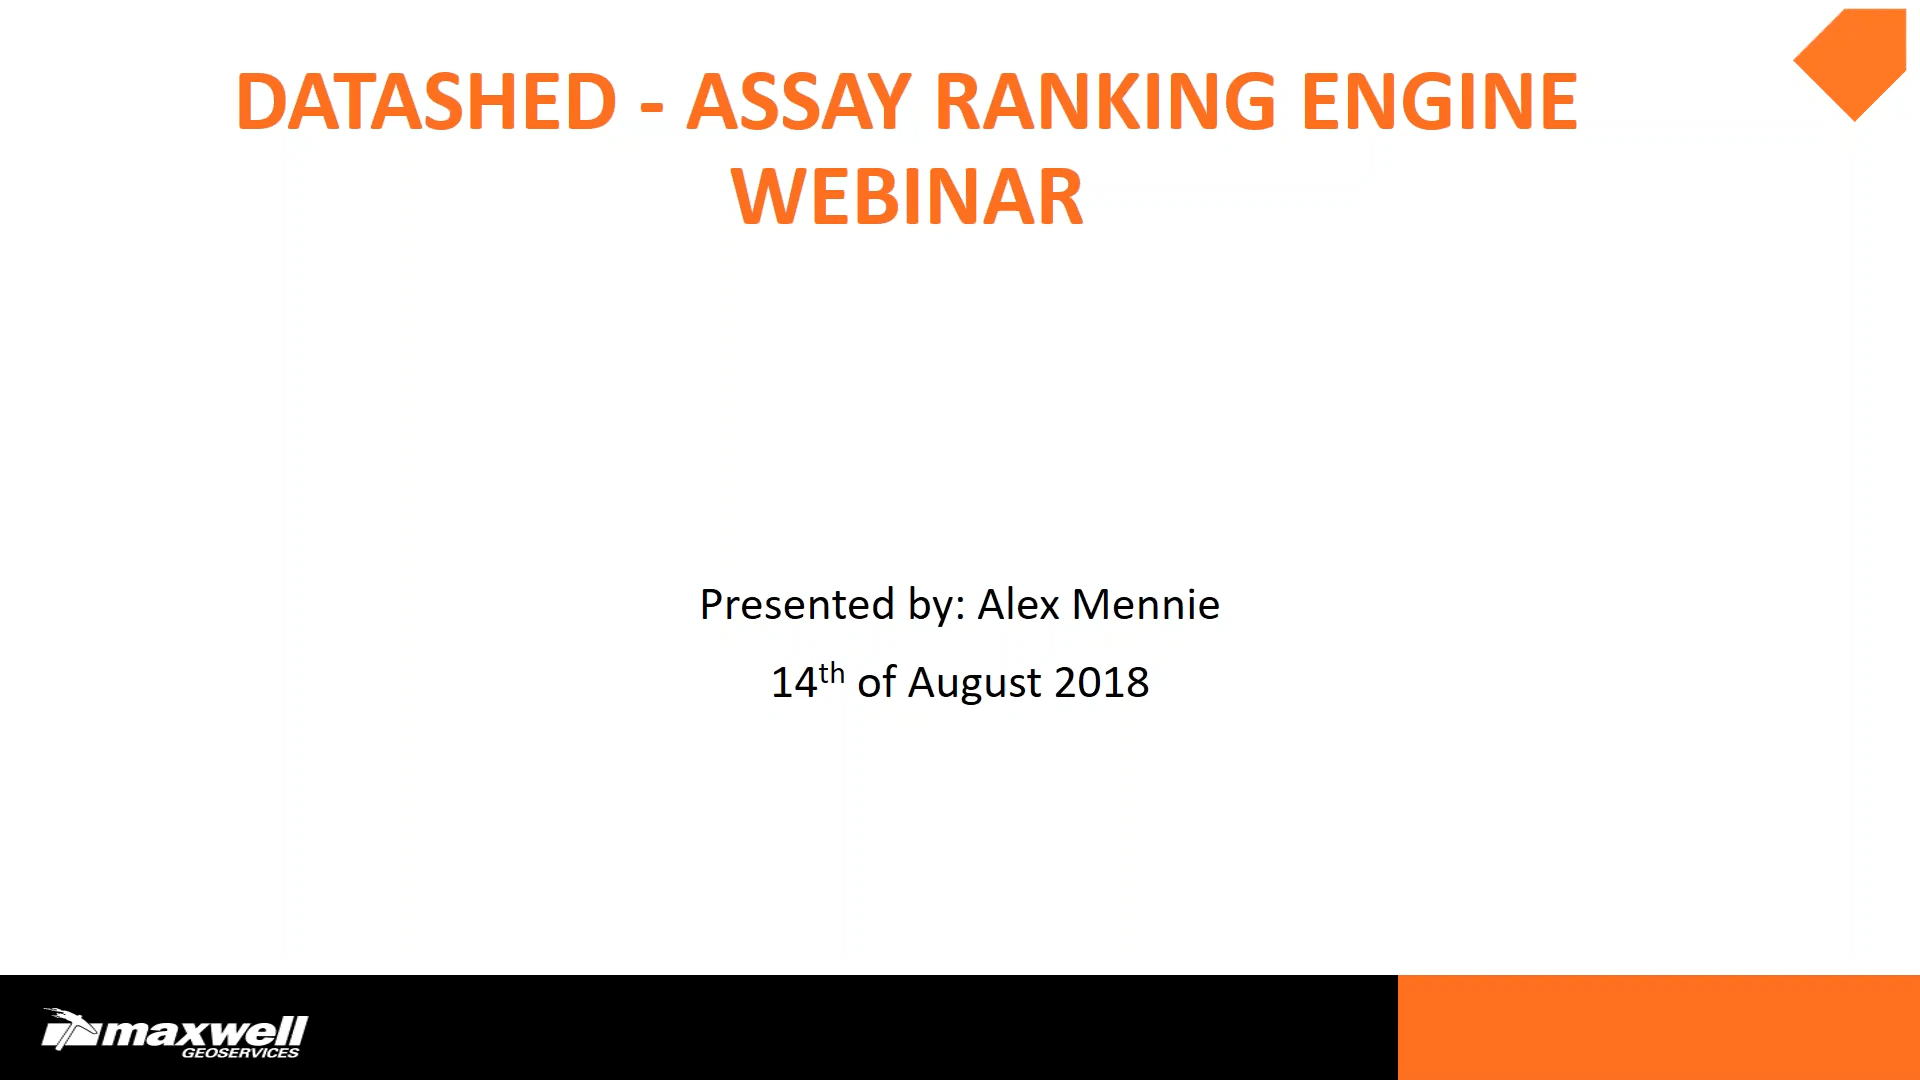 DATASHED - ASSAY RANKING ENGINE
WEBINAR
Presented by: Alex Mennie
14th of August 2018
maxwell
GEOSERVICES